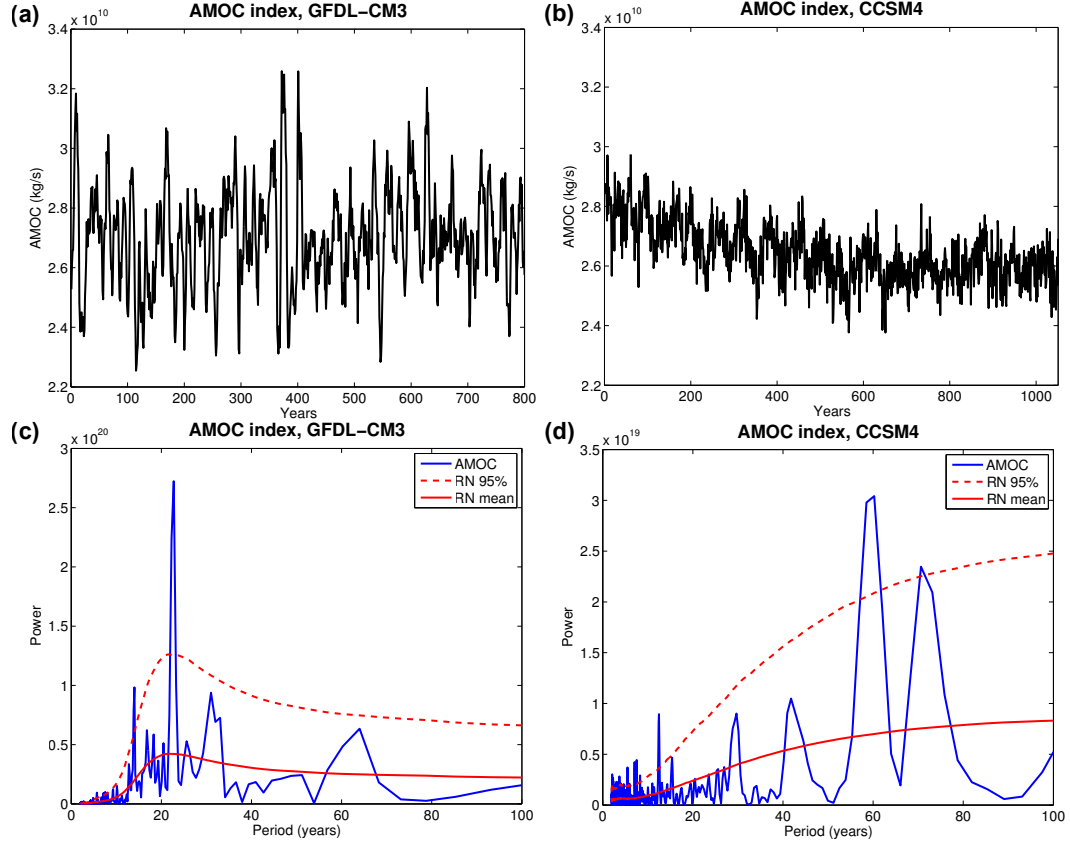 (a)
AMOC index, GFDL−CM3
x 10^10
3.4
3.2
3
2.8
2.6
2.4
2.2
AMOC (kg/s)
0 100 200 300 400 500 600 700 800
Years
(b)
AMOC index, CCSM4
x 10^10
3.4
3.2
3
2.8
2.6
2.4
2.2
AMOC (kg/s)
0 200 400 600 800 1000
Years
(c)
AMOC index, GFDL−CM3
x 10^20
3
2.5
2
1.5
1
0.5
0
Power
AMOC
RN 95%
RN mean
0 20 40 60 80 100
Period (years)
(d)
AMOC index, CCSM4
x 10^19
3.5
3
2.5
2
1.5
1
0.5
0
Power
AMOC
RN 95%
RN mean
0 20 40 60 80 100
Period (years)